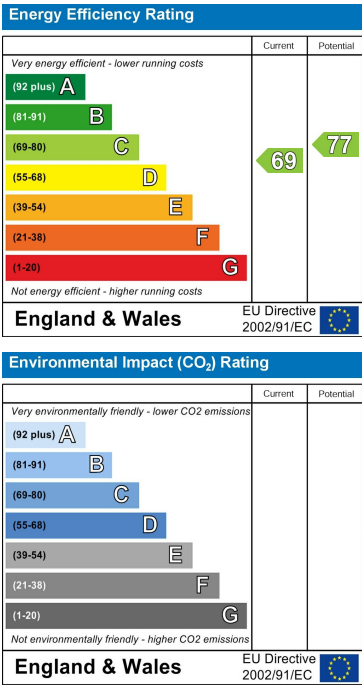 Energy Efficiency Rating
Current Potential
Very energy efficient - lower running costs
(92 plus) A
(81-91) B
(69-80) C
(55-68) D
(39-54) E
(21-38) F
(1-20) G
69
77
Not energy efficient - higher running costs
England & Wales
EU Directive
2002/91/EC
Environmental Impact (CO₂) Rating
Current Potential
Very environmentally friendly - lower CO2 emissions
(92 plus) A
(81-91) B
(69-80) C
(55-68) D
(39-54) E
(21-38) F
(1-20) G
Not environmentally friendly - higher CO2 emissions
England & Wales
EU Directive
2002/91/EC